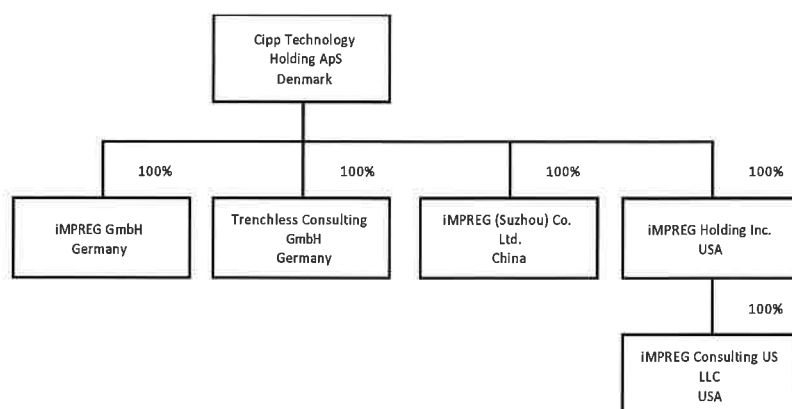 Cipp Technology
Holding ApS
Denmark
100%
100%
100%
100%
iMPREG GmbH
Germany
Trenchless Consulting
GmbH
Germany
iMPREG (Suzhou) Co.
Ltd.
China
iMPREG Holding Inc.
USA
100%
iMPREG Consulting US
LLC
USA